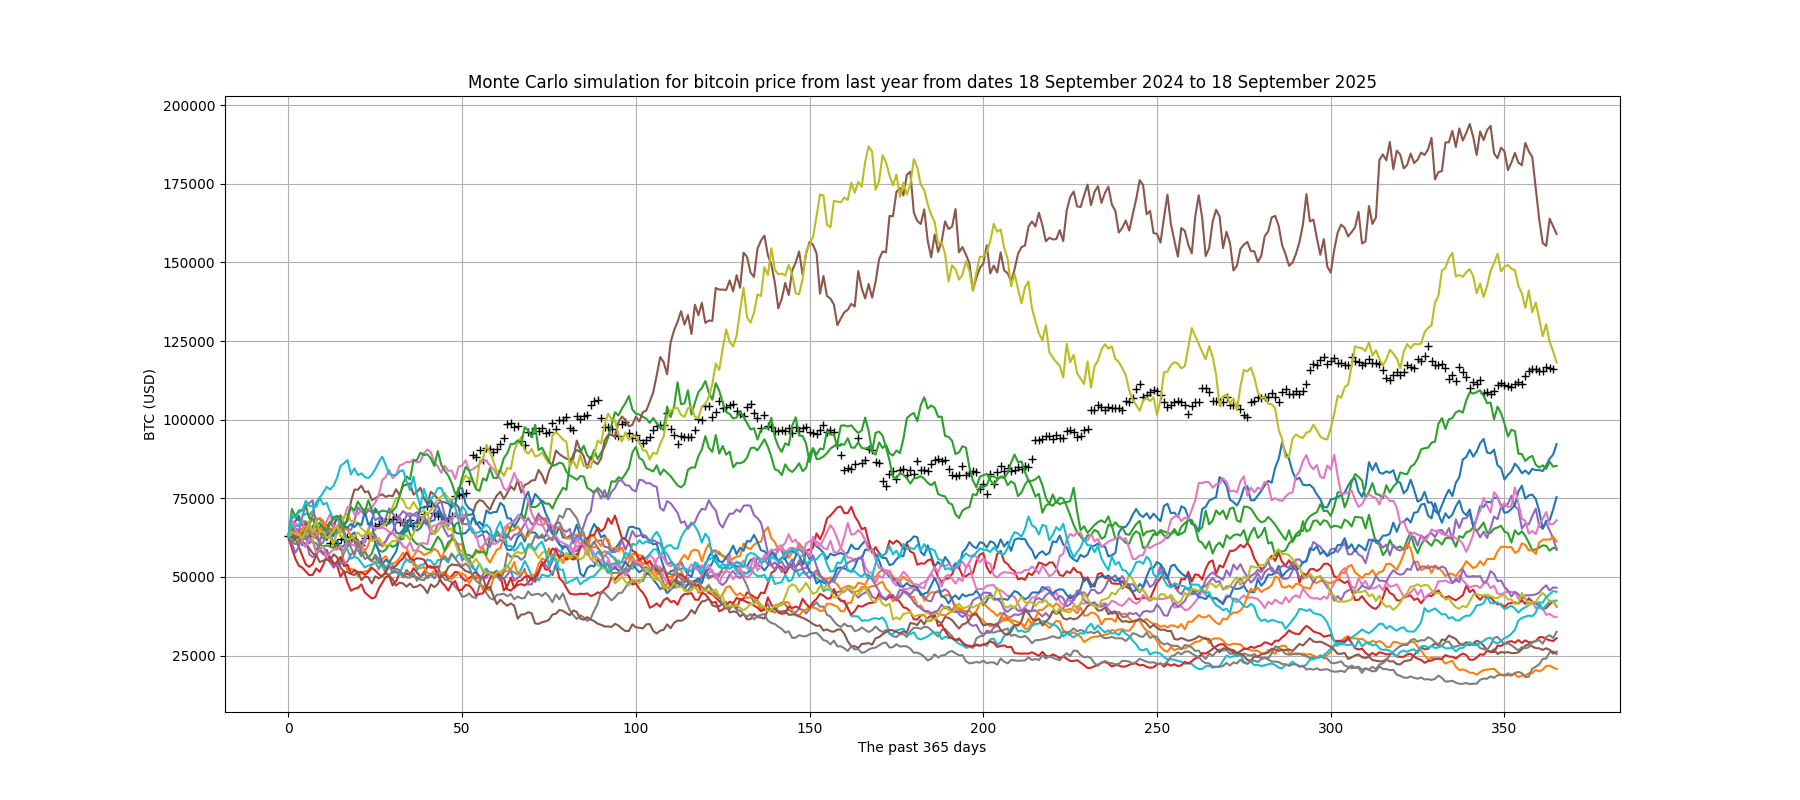 Monte Carlo simulation for bitcoin price from last year from dates 18 September 2024 to 18 September 2025
200000
175000
150000
125000
100000
75000
50000
25000
BTC (USD)
0 50 100 150 200 250 300 350
The past 365 days